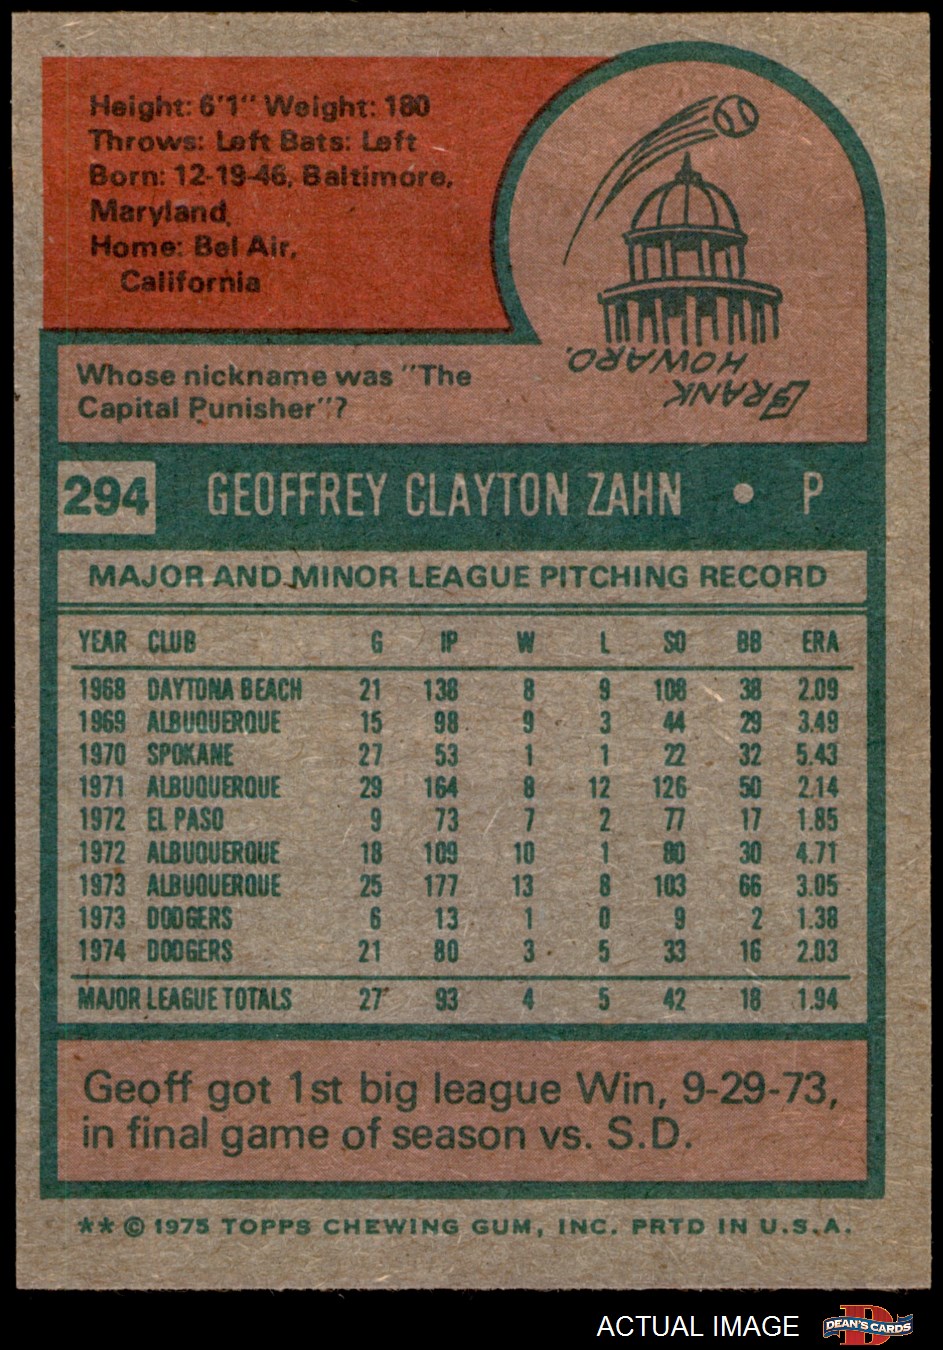 Height: 6'1" Weight: 180
Throws: Left Bats: Left
Born: 12-19-46, Baltimore,
Maryland,
Home: Bel Air,
California
Whose nickname was "The
Capital Punisher"?
FRANK
HOWARD.
294 GEOFFREY CLAYTON ZAHN • P
MAJOR AND MINOR LEAGUE PITCHING RECORD
YEAR CLUB G IP W L SO BB ERA
1968 DAYTONA BEACH 21 138 8 9 108 38 2.09
1969 ALBUQUERQUE 15 98 9 3 44 29 3.49
1970 SPOKANE 27 53 1 1 22 32 5.43
1971 ALBUQUERQUE 29 164 8 12 126 50 2.14
1972 EL PASO 9 73 7 2 77 17 1.85
1972 ALBUQUERQUE 18 109 10 1 80 30 4.71
1973 ALBUQUERQUE 25 177 13 8 103 66 3.05
1973 DODGERS 6 13 1 0 9 2 1.38
1974 DODGERS 21 80 3 5 33 16 2.03
MAJOR LEAGUE TOTALS 27 93 4 5 42 18 1.94
Geoff got 1st big league Win, 9-29-73,
in final game of season vs. S.D.
** © 1975 TOPPS CHEWING GUM, INC. PRTD IN U.S.A.
ACTUAL IMAGE
D
DEAN'S CARDS